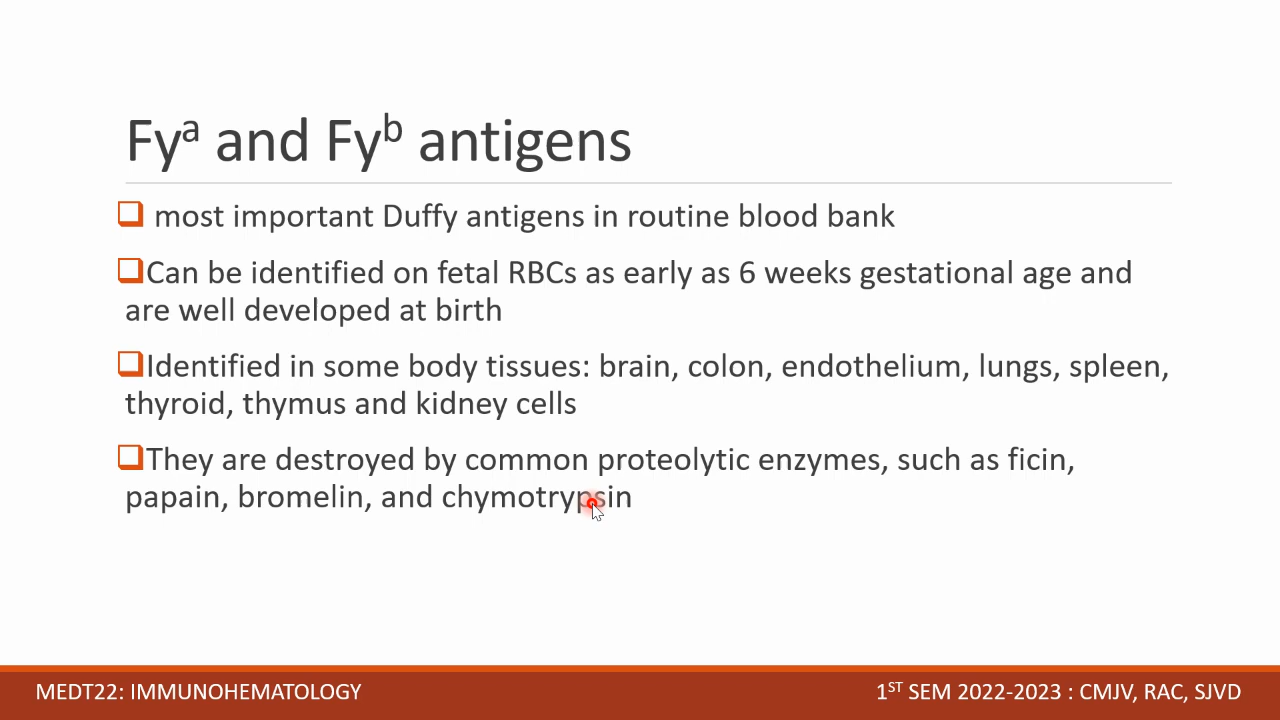 Fyᵃ and Fyᵇ antigens
most important Duffy antigens in routine blood bank
Can be identified on fetal RBCs as early as 6 weeks gestational age and
are well developed at birth
Identified in some body tissues: brain, colon, endothelium, lungs, spleen,
thyroid, thymus and kidney cells
They are destroyed by common proteolytic enzymes, such as ficin,
papain, bromelin, and chymotrypsin
MEDT22: IMMUNOHEMATOLOGY
1ˢᵀ SEM 2022-2023 : CMJV, RAC, SJVD